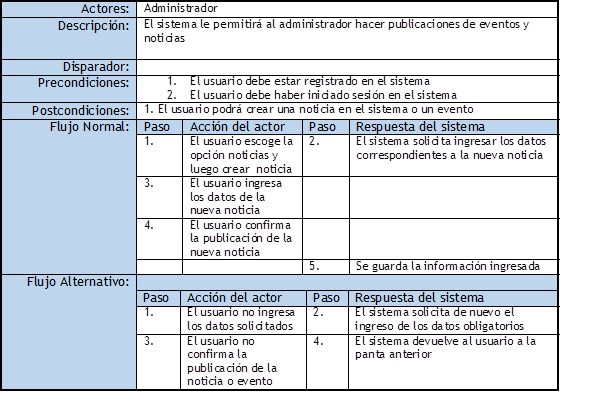 Actores: Administrador
Descripción: El sistema le permitirá al administrador hacer publicaciones de eventos y
noticias
Disparador:
Precondiciones: 1. El usuario debe estar registrado en el sistema
2. El usuario debe haber iniciado sesión en el sistema
Postcondiciones: 1. El usuario podrá crear una noticia en el sistema o un evento
Flujo Normal: Paso Acción del actor Paso Respuesta del sistema
1. El usuario escoge la 2. El sistema solicita ingresar los datos
opción noticias y correspondientes a la nueva noticia
luego crear noticia
3. El usuario ingresa
los datos de la
nueva noticia
4. El usuario confirma
la publicación de la
nueva noticia
5. Se guarda la información ingresada
Flujo Alternativo:
Paso Acción del actor Paso Respuesta del sistema
1. El usuario no ingresa 2. El sistema solicita de nuevo el
los datos solicitados ingreso de los datos obligatorios
3. El usuario no 4. El sistema devuelve al usuario a la
confirma la panta anterior
publicación de la
noticia o evento